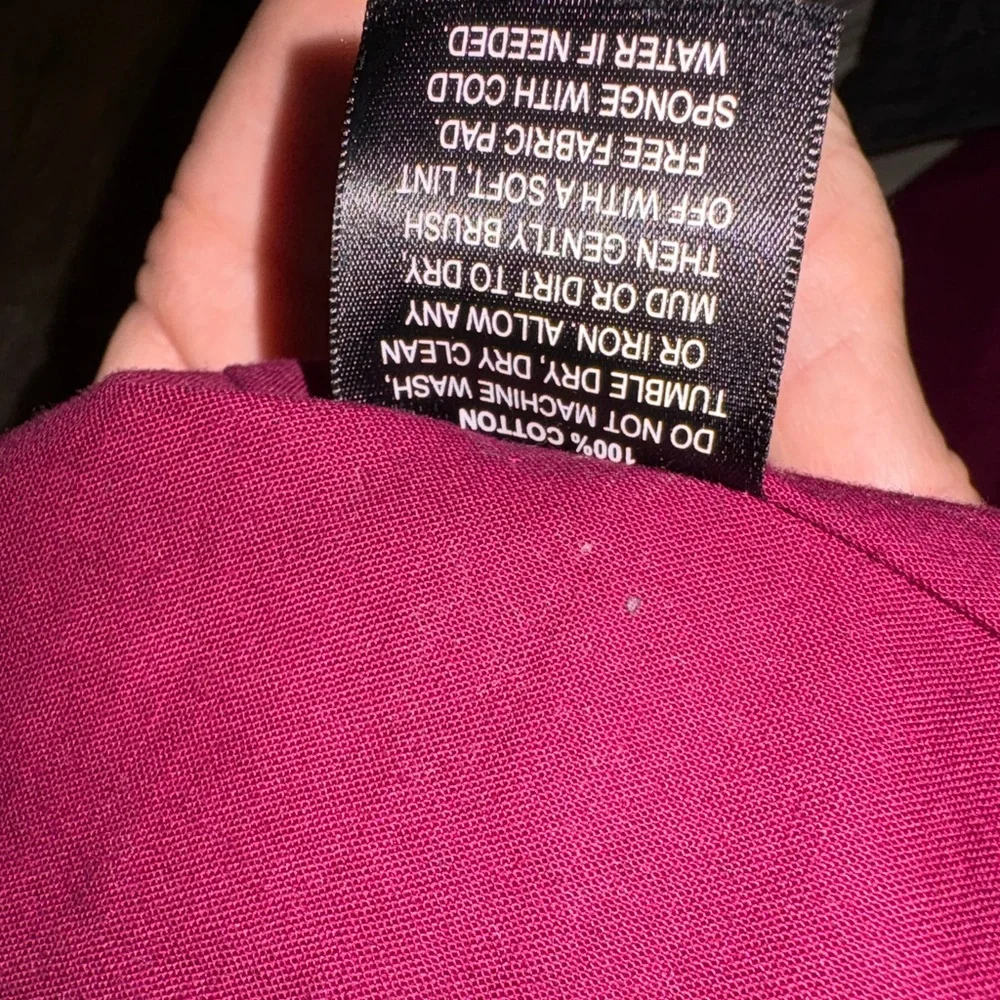 100% COTTON
DO NOT MACHINE WASH,
TUMBLE DRY, DRY CLEAN
OR IRON. ALLOW ANY
MUD OR DIRT TO DRY,
THEN GENTLY BRUSH
OFF WITH A SOFT, LINT
FREE FABRIC PAD.
SPONGE WITH COLD
WATER IF NEEDED.